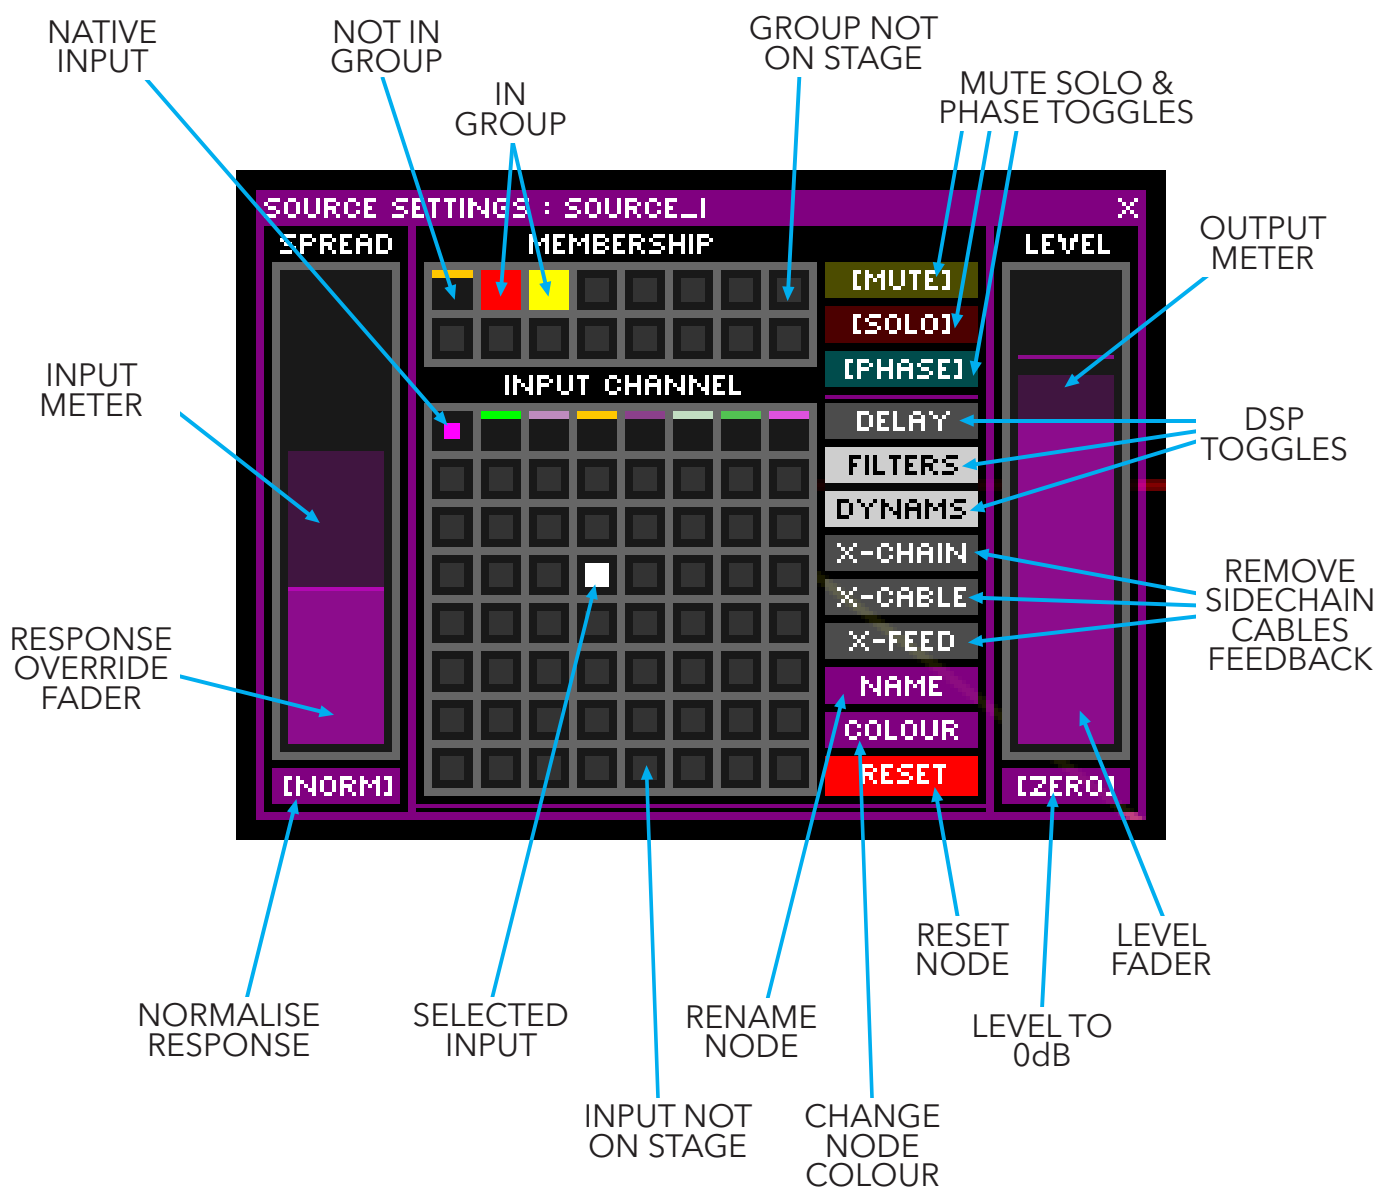 NATIVE
INPUT
NOT IN
GROUP
IN
GROUP
GROUP NOT
ON STAGE
MUTE SOLO &
PHASE TOGGLES
SOURCE SETTINGS : SOURCE_1
X
SPREAD
MEMBERSHIP
LEVEL
OUTPUT
METER
[MUTE]
[SOLO]
[PHASE]
INPUT CHANNEL
INPUT
METER
DELAY
FILTERS
DYNAMS
X-CHAIN
X-CABLE
X-FEED
NAME
COLOUR
RESET
DSP
TOGGLES
REMOVE
SIDECHAIN
CABLES
FEEDBACK
RESPONSE
OVERRIDE
FADER
[NORM]
[ZERO]
NORMALISE
RESPONSE
SELECTED
INPUT
INPUT NOT
ON STAGE
RENAME
NODE
CHANGE
NODE
COLOUR
RESET
NODE
LEVEL TO
0dB
LEVEL
FADER